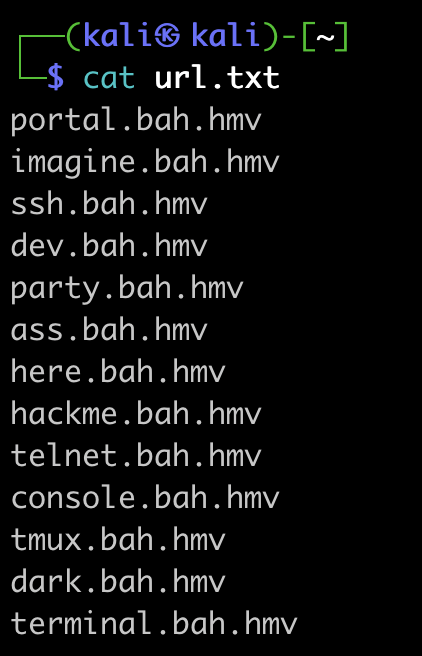 ┌──(kali㉿kali)-[~]
└─$ cat url.txt
portal.bah.hmv
imagine.bah.hmv
ssh.bah.hmv
dev.bah.hmv
party.bah.hmv
ass.bah.hmv
here.bah.hmv
hackme.bah.hmv
telnet.bah.hmv
console.bah.hmv
tmux.bah.hmv
dark.bah.hmv
terminal.bah.hmv